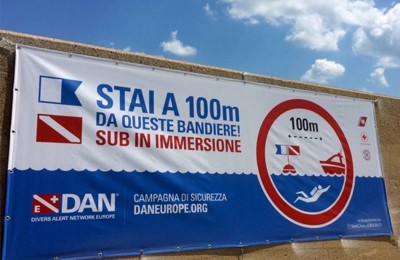 STAI A 100m
DA QUESTE BANDIERE!
SUB IN IMMERSIONE
100m
DAN
DIVERS ALERT NETWORK EUROPE
CAMPAGNA DI SICUREZZA
DANEUROPE.ORG